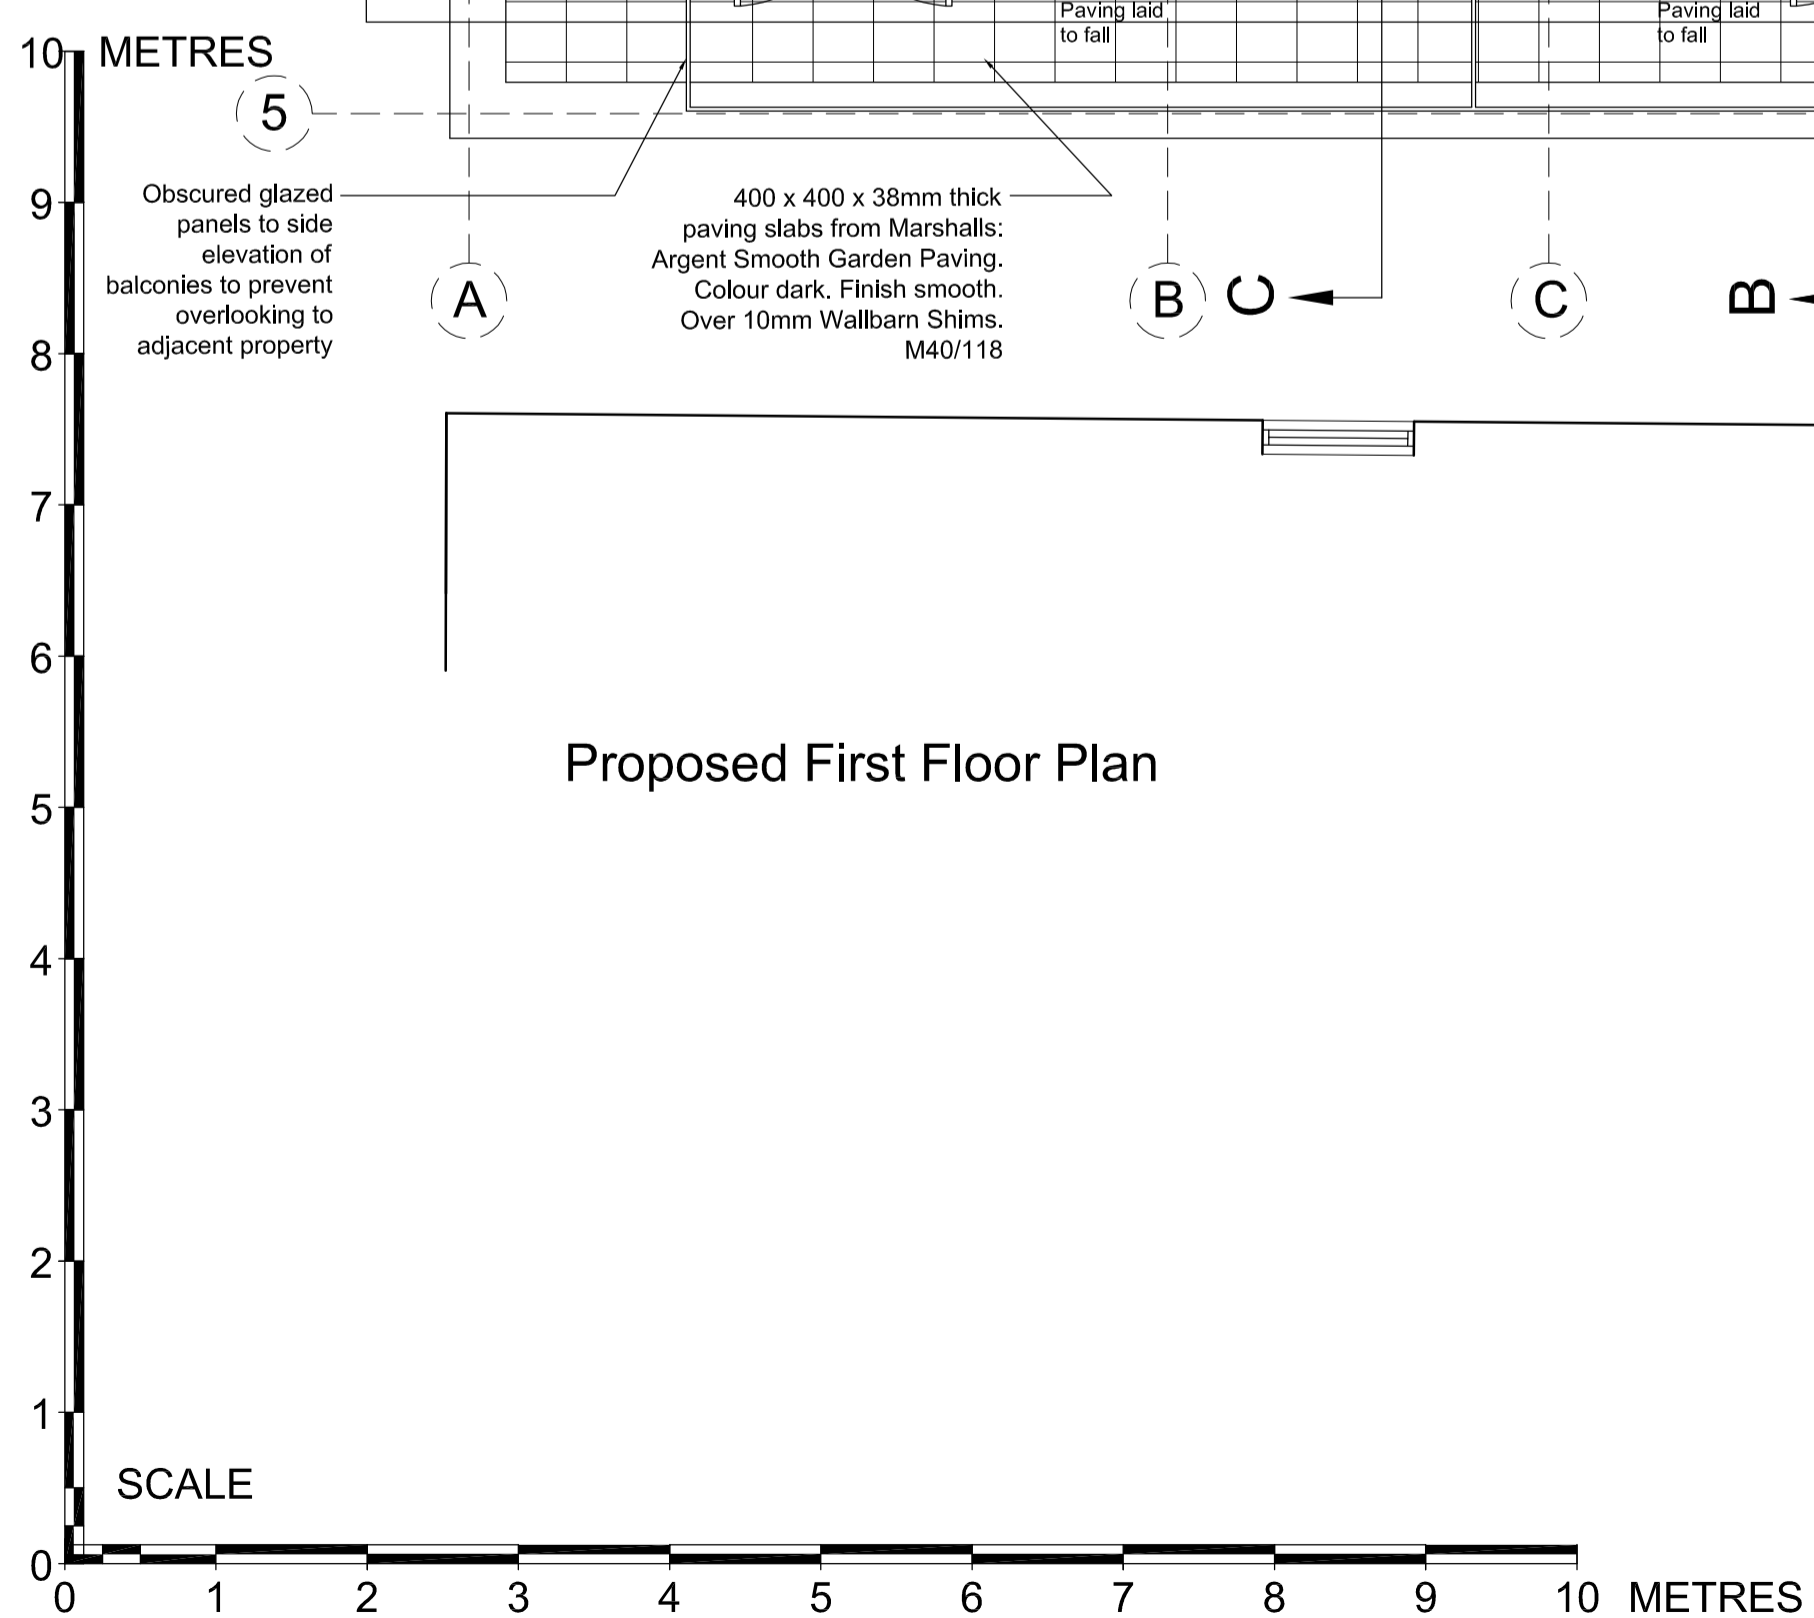 Paving laid
to fall
Paving laid
to fall
10 METRES
5
Obscured glazed
panels to side
elevation of
balconies to prevent
overlooking to
adjacent property
400 x 400 x 38mm thick
paving slabs from Marshalls:
Argent Smooth Garden Paving.
Colour dark. Finish smooth.
Over 10mm Wallbarn Shims.
M40/118
A
B
C
C
B
9
8
7
6
5
4
3
2
1
0
Proposed First Floor Plan
SCALE
0 1 2 3 4 5 6 7 8 9 10 METRES